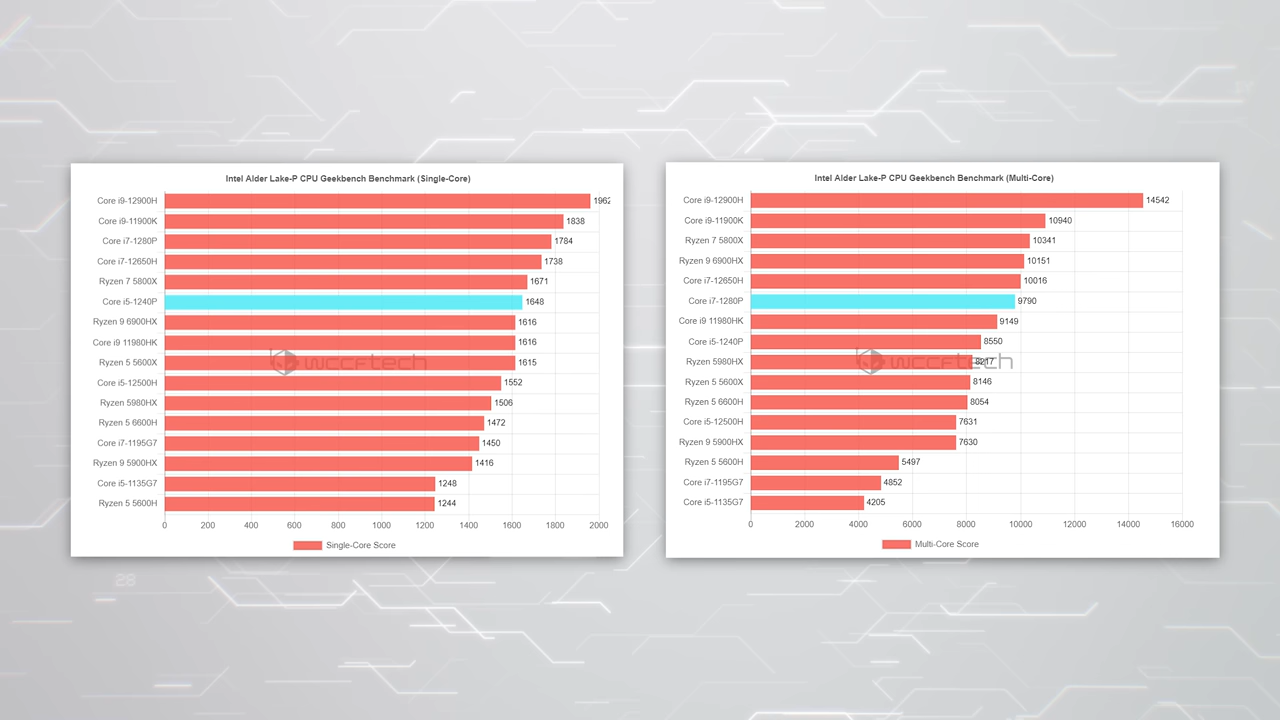 Intel Alder Lake-P CPU Geekbench Benchmark (Single-Core)
Core i9-12900H 1962
Core i9-11900K 1838
Core i7-1280P 1784
Core i7-12650H 1738
Ryzen 7 5800X 1671
Core i5-1240P 1648
Ryzen 9 6900HX 1616
Core i9 11980HK 1616
Ryzen 5 5600X 1615
Core i5-12500H 1552
Ryzen 5980HX 1506
Ryzen 5 6600H 1472
Core i7-1195G7 1450
Ryzen 9 5900HX 1416
Core i5-1135G7 1248
Ryzen 5 5600H 1244
0 200 400 600 800 1000 1200 1400 1600 1800 2000
Single-Core Score
wccftech
Intel Alder Lake-P CPU Geekbench Benchmark (Multi-Core)
Core i9-12900H 14542
Core i9-11900K 10940
Ryzen 7 5800X 10341
Ryzen 9 6900HX 10151
Core i7-12650H 10016
Core i7-1280P 9790
Core i9 11980HK 9149
Core i5-1240P 8550
Ryzen 5980HX 8217
Ryzen 5 5600X 8146
Ryzen 5 6600H 8054
Core i5-12500H 7631
Ryzen 9 5900HX 7630
Ryzen 5 5600H 5497
Core i7-1195G7 4852
Core i5-1135G7 4205
0 2000 4000 6000 8000 10000 12000 14000 16000
Multi-Core Score
wccftech
28